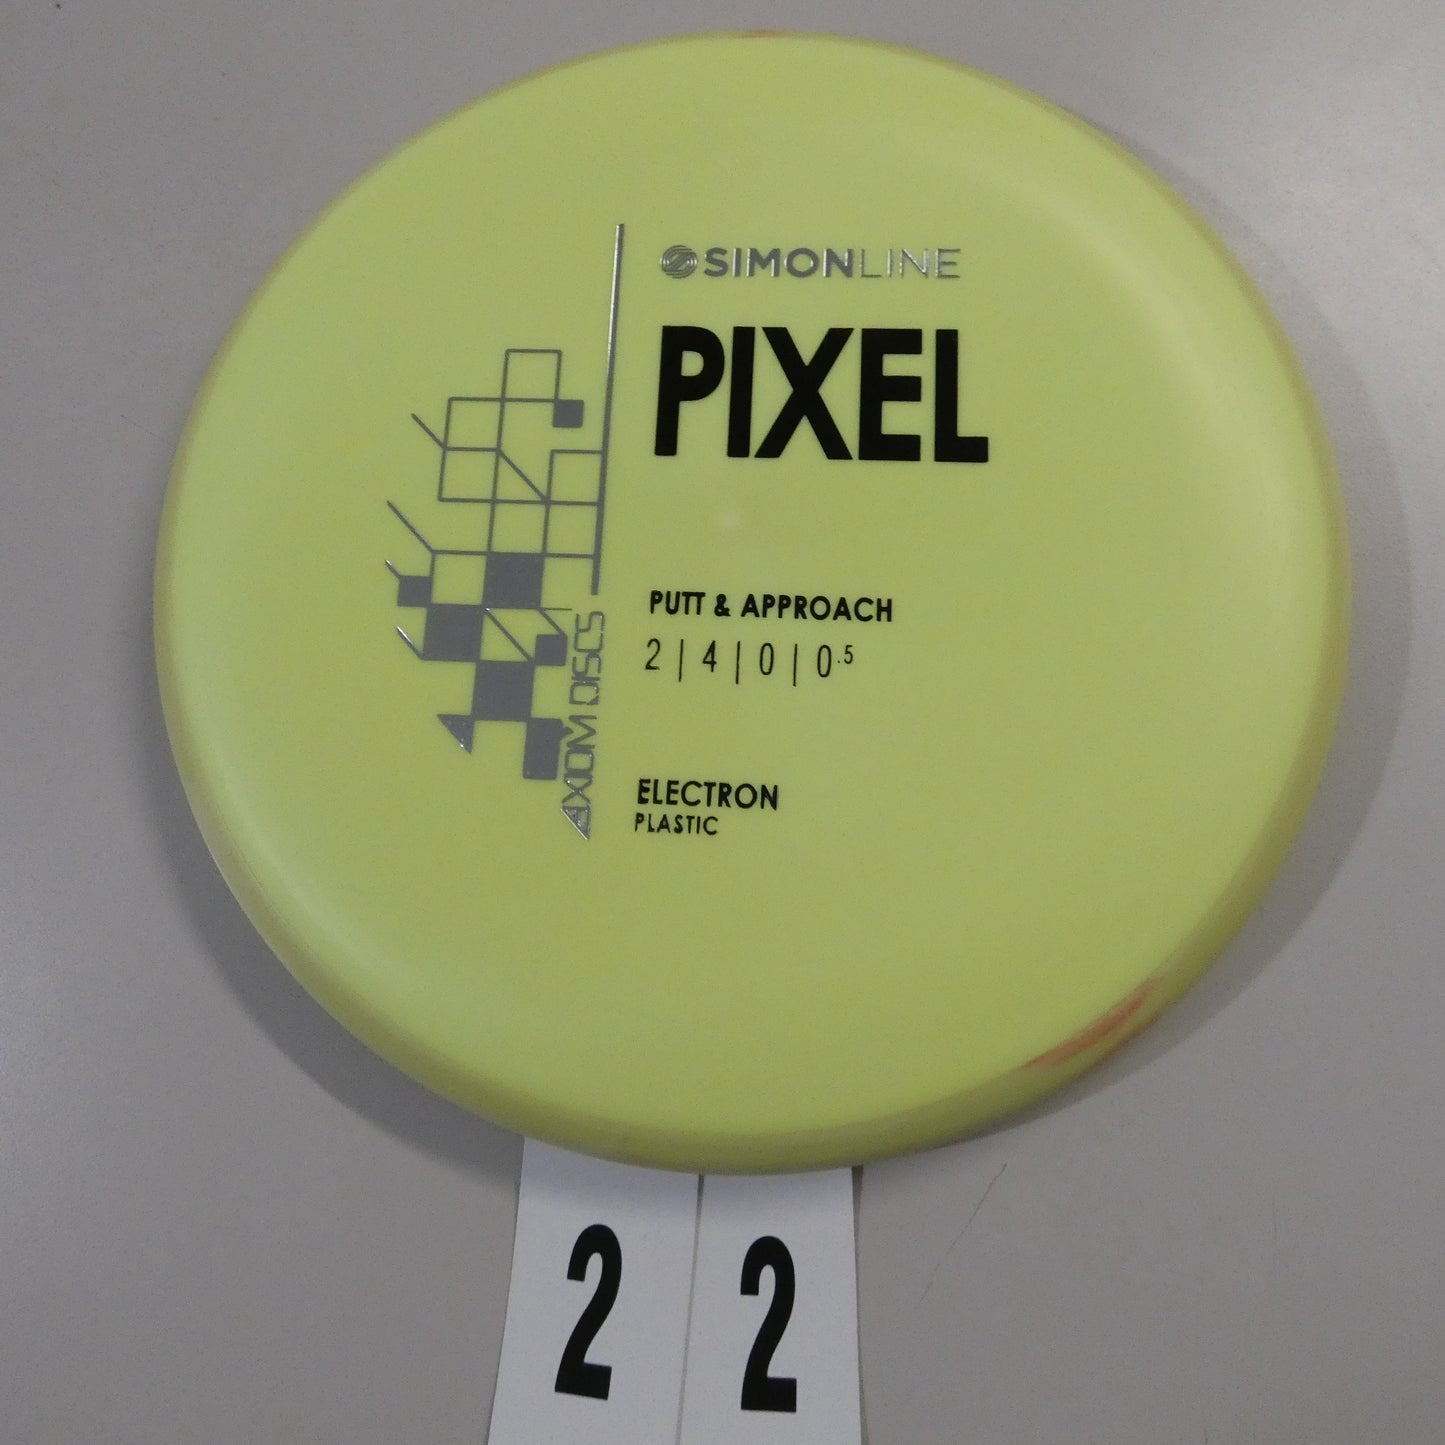 SIMONLINE
PIXEL
PUTT & APPROACH
2 | 4 | 0 | 0.5
AXIOM DISCS
ELECTRON
PLASTIC
2 2